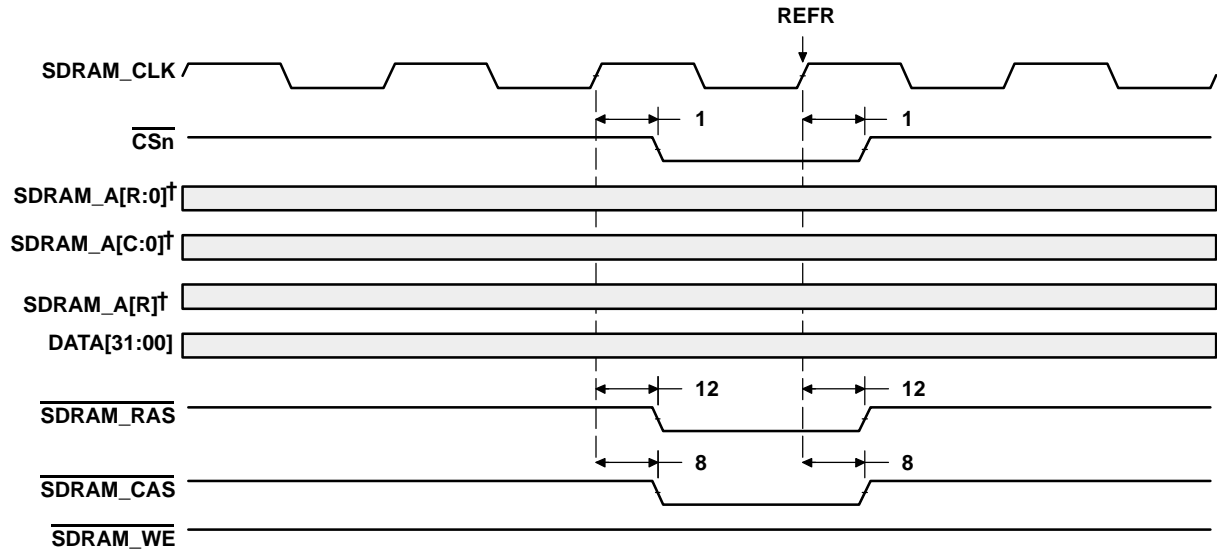 REFR
SDRAM_CLK
1 1
CSn
SDRAM_A[R:0]†
SDRAM_A[C:0]†
SDRAM_A[R]†
DATA[31:00]
12 12
SDRAM_RAS
8 8
SDRAM_CAS
SDRAM_WE